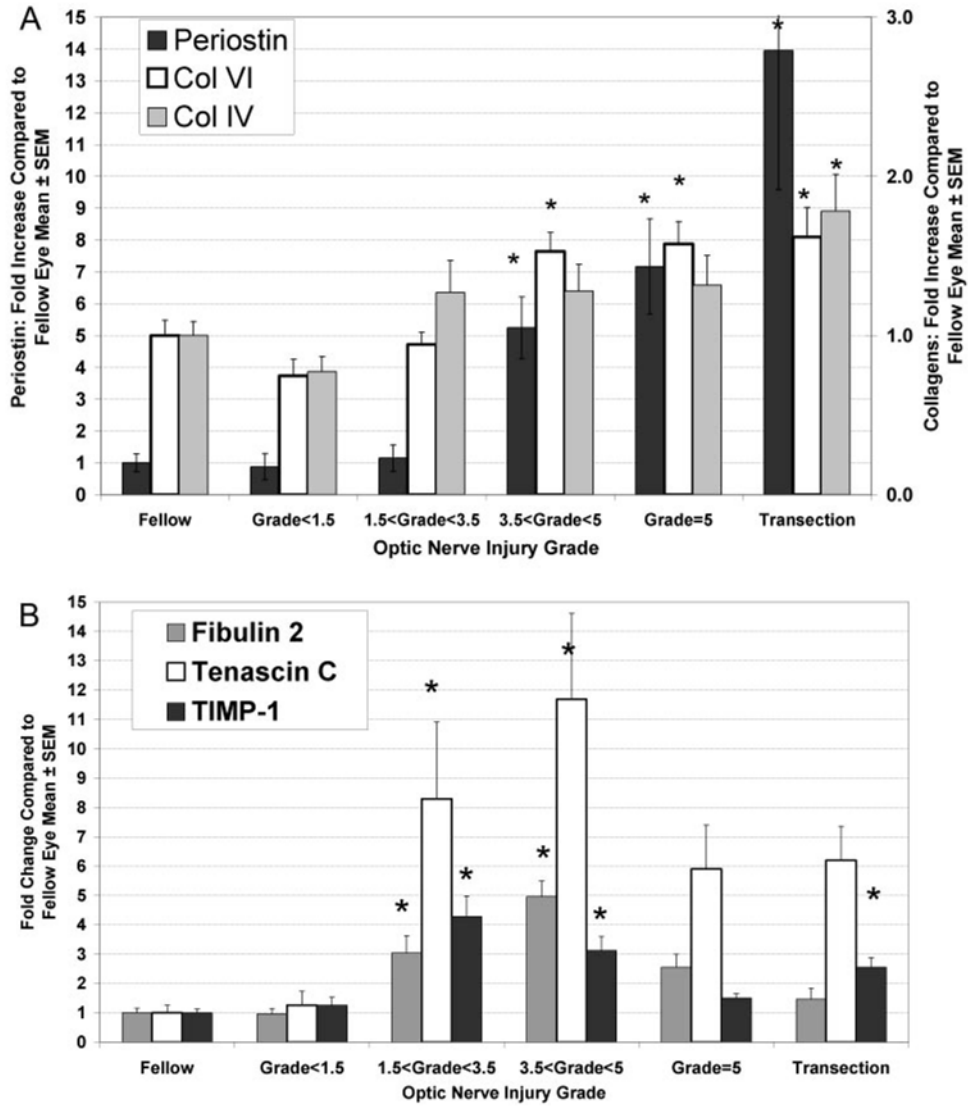 A
Periostin
Col VI
Col IV
Periostin: Fold Increase Compared to
Fellow Eye Mean ± SEM
15
14
13
12
11
10
9
8
7
6
5
4
3
2
1
0
3.0
2.0
1.0
0.0
Collagens: Fold Increase Compared to
Fellow Eye Mean ± SEM
* * * * * * *
Fellow Grade<1.5 1.5<Grade<3.5 3.5<Grade<5 Grade=5 Transection
Optic Nerve Injury Grade
B
Fibulin 2
Tenascin C
TIMP-1
Fold Change Compared to
Fellow Eye Mean ± SEM
15
14
13
12
11
10
9
8
7
6
5
4
3
2
1
0
* * * * * * *
Fellow Grade<1.5 1.5<Grade<3.5 3.5<Grade<5 Grade=5 Transection
Optic Nerve Injury Grade